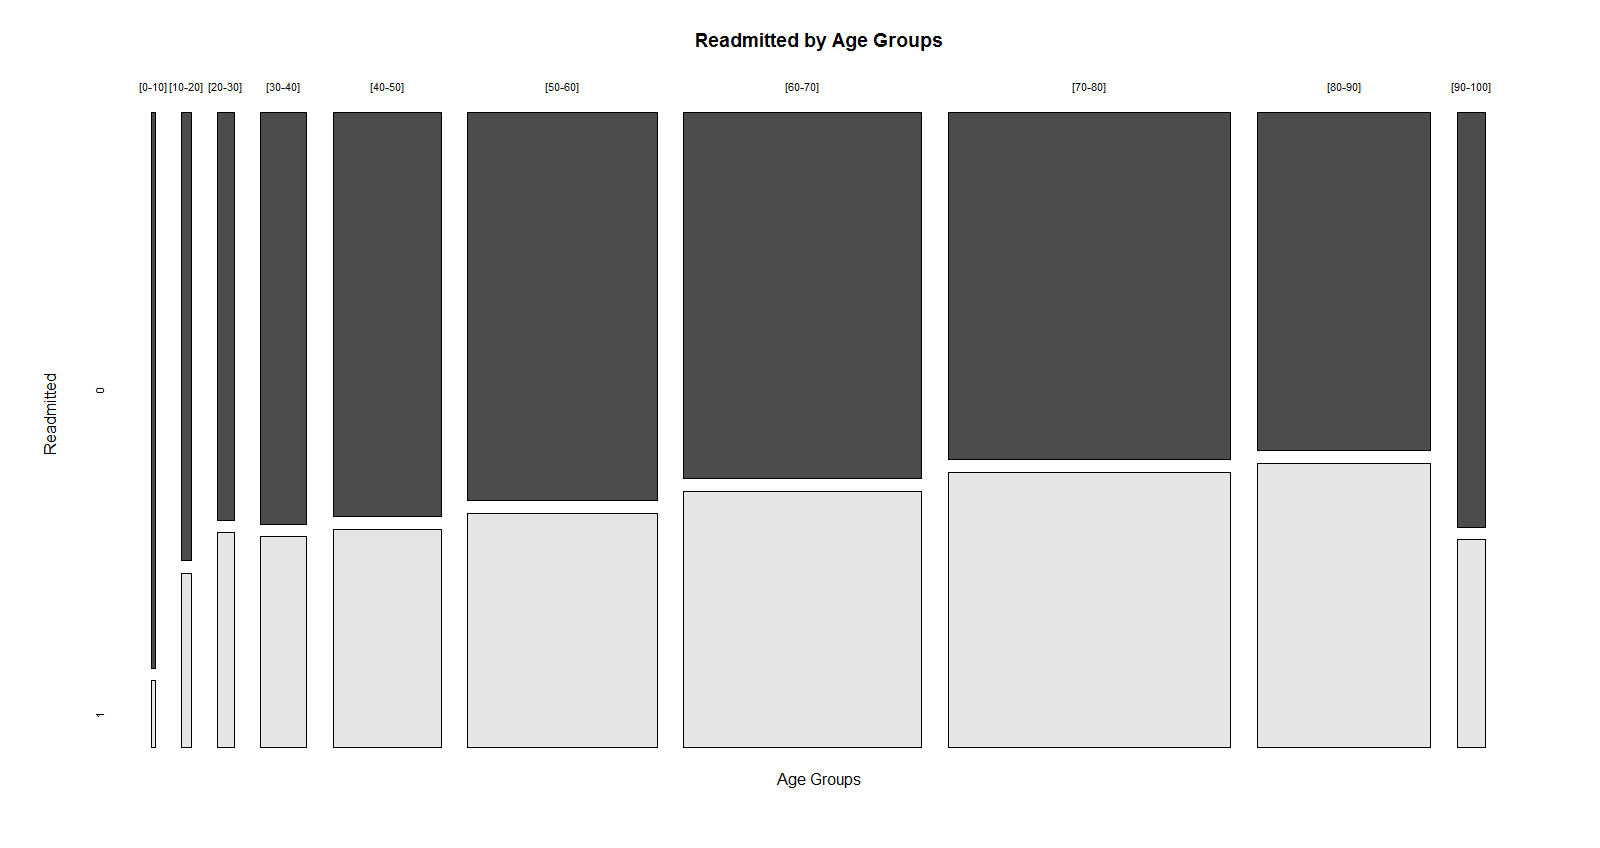 Readmitted by Age Groups
[0-10] [10-20] [20-30] [30-40] [40-50] [50-60] [60-70] [70-80] [80-90] [90-100]
Readmitted
0
1
Age Groups